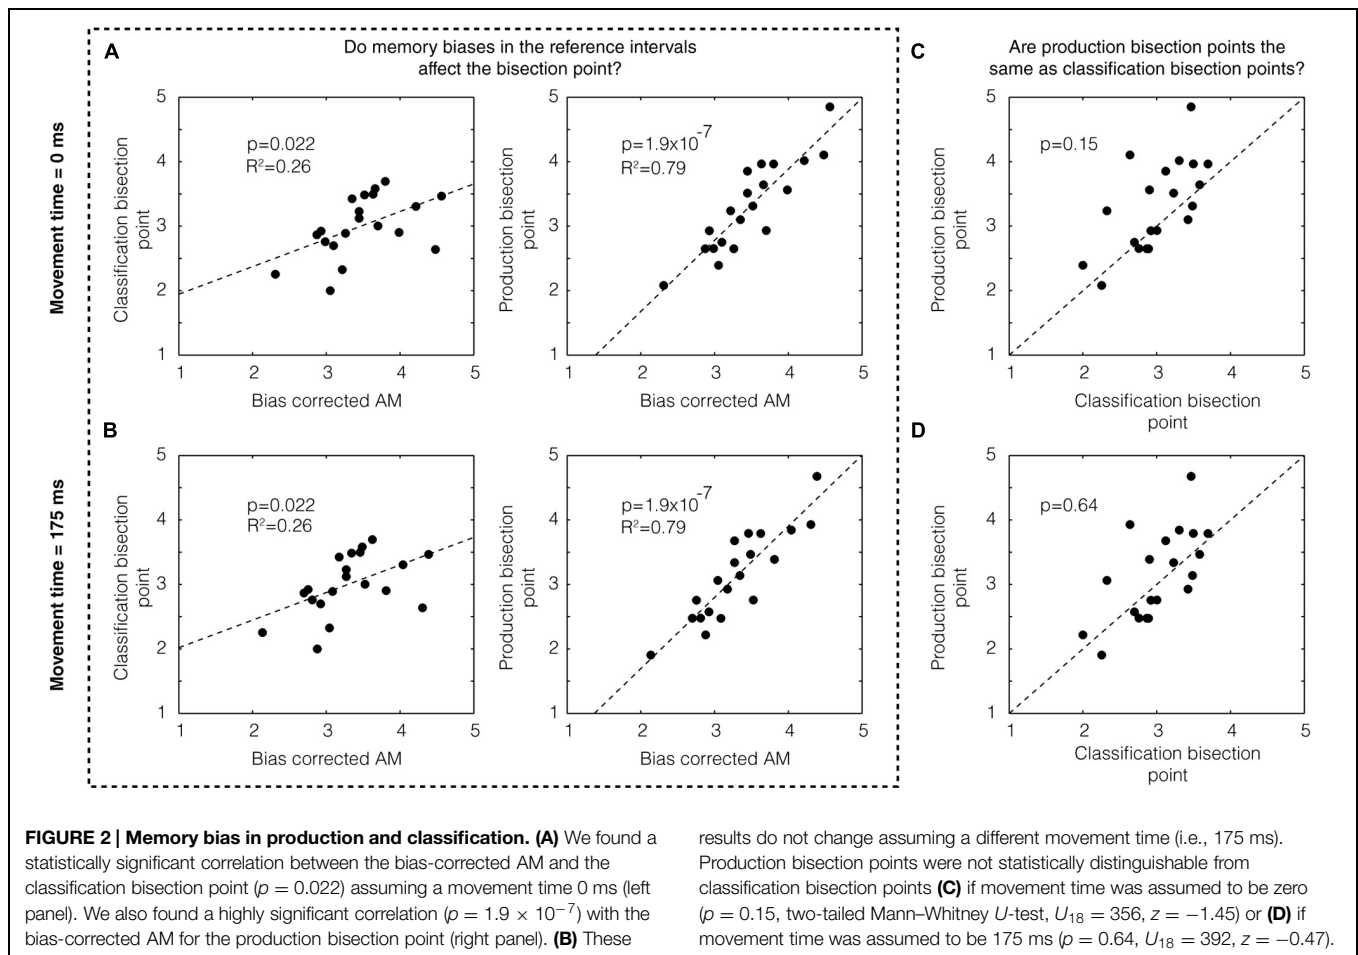 A
Do memory biases in the reference intervals
affect the bisection point?
C
Are production bisection points the
same as classification bisection points?
Movement time = 0 ms
Classification bisection
point
5
4
3
2
1
p=0.022
R²=0.26
1 2 3 4 5
Bias corrected AM
Production bisection
point
p=1.9x10⁻⁷
R²=0.79
1 2 3 4 5
Bias corrected AM
Production bisection
point
5
4
3
2
1
p=0.15
1 2 3 4 5
Classification bisection
point
B
D
Movement time = 175 ms
Classification bisection
point
5
4
3
2
1
p=0.022
R²=0.26
1 2 3 4 5
Bias corrected AM
Production bisection
point
p=1.9x10⁻⁷
R²=0.79
1 2 3 4 5
Bias corrected AM
Production bisection
point
5
4
3
2
1
p=0.64
1 2 3 4 5
Classification bisection
point
FIGURE 2 | Memory bias in production and classification. (A) We found a
statistically significant correlation between the bias-corrected AM and the
classification bisection point (p = 0.022) assuming a movement time 0 ms (left
panel). We also found a highly significant correlation (p = 1.9 × 10⁻⁷) with the
bias-corrected AM for the production bisection point (right panel). (B) These
results do not change assuming a different movement time (i.e., 175 ms).
Production bisection points were not statistically distinguishable from
classification bisection points (C) if movement time was assumed to be zero
(p = 0.15, two-tailed Mann–Whitney U-test, U₁₈ = 356, z = −1.45) or (D) if
movement time was assumed to be 175 ms (p = 0.64, U₁₈ = 392, z = −0.47).